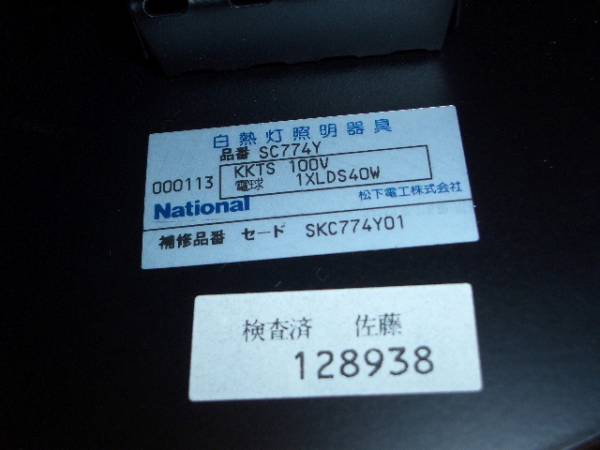 白熱灯照明器具
品番 SC774Y
KKTS 100V
000113 電球 1XLDS40W
National 松下電工株式会社
補修品番 セード SKC774Y01
検査済 佐藤
128938